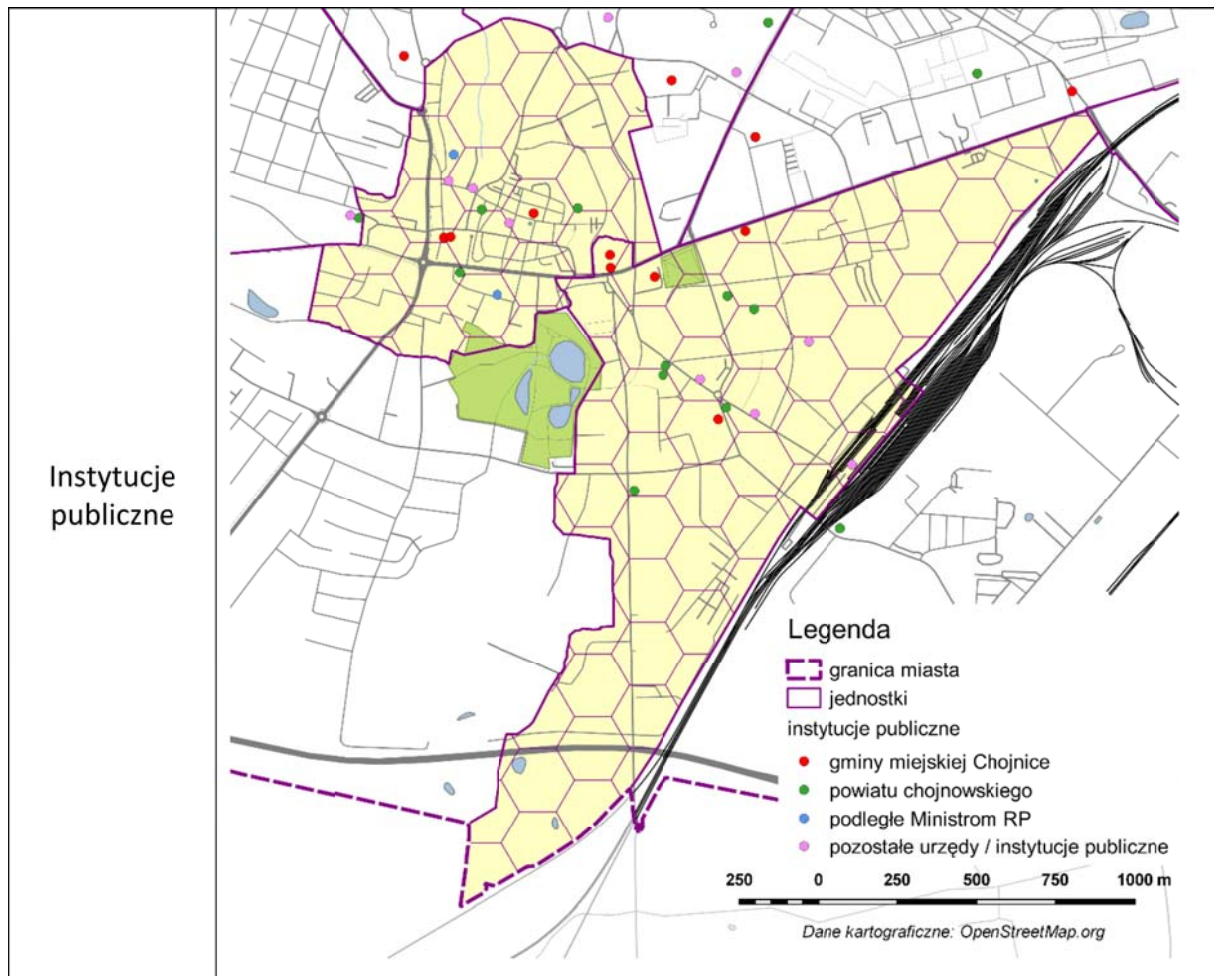 Instytucje
publiczne
Legenda
granica miasta
jednostki
instytucje publiczne
gminy miejskiej Chojnice
powiatu chojnowskiego
podległe Ministrom RP
pozostałe urzędy / instytucje publiczne
250 0 250 500 750 1000 m
Dane kartograficzne: OpenStreetMap.org